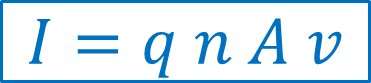 I = q n A v